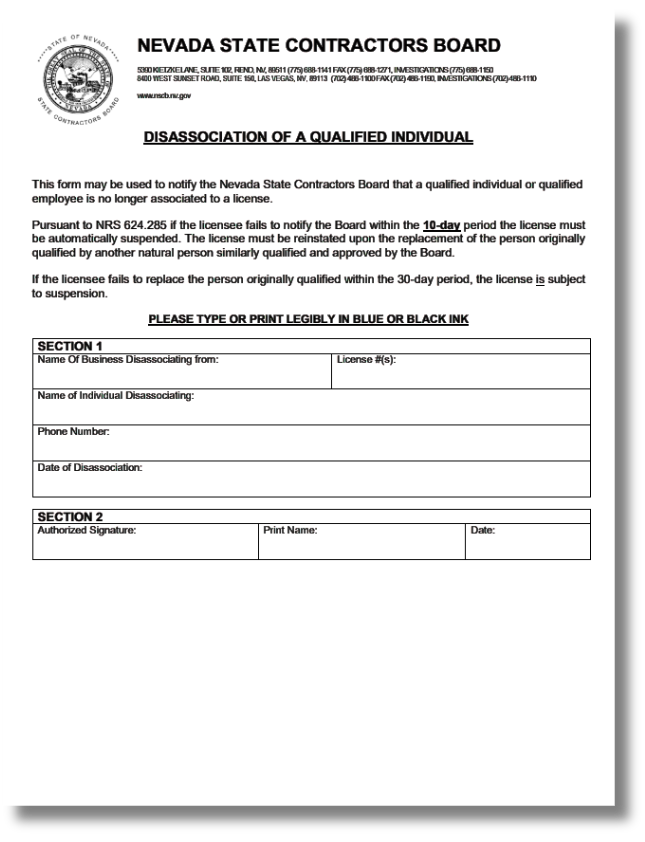 STATE OF NEVADA
STATE CONTRACTORS BOARD
NEVADA STATE CONTRACTORS BOARD
5390 KIETZKE LANE, SUITE 102, RENO, NV, 89511 (775) 688-1141 FAX (775) 688-1271, INVESTIGATIONS (775) 688-1150
8400 WEST SUNSET ROAD, SUITE 150, LAS VEGAS, NV, 89113 (702) 486-1100 FAX (702) 486-1190, INVESTIGATIONS (702) 486-1110
www.nscb.nv.gov
DISASSOCIATION OF A QUALIFIED INDIVIDUAL
This form may be used to notify the Nevada State Contractors Board that a qualified individual or qualified
employee is no longer associated to a license.
Pursuant to NRS 624.285 if the licensee fails to notify the Board within the 10-day period the license must
be automatically suspended. The license must be reinstated upon the replacement of the person originally
qualified by another natural person similarly qualified and approved by the Board.
If the licensee fails to replace the person originally qualified within the 30-day period, the license is subject
to suspension.
PLEASE TYPE OR PRINT LEGIBLY IN BLUE OR BLACK INK
SECTION 1
Name Of Business Disassociating from: License #(s):
Name of Individual Disassociating:
Phone Number:
Date of Disassociation:
SECTION 2
Authorized Signature: Print Name: Date: